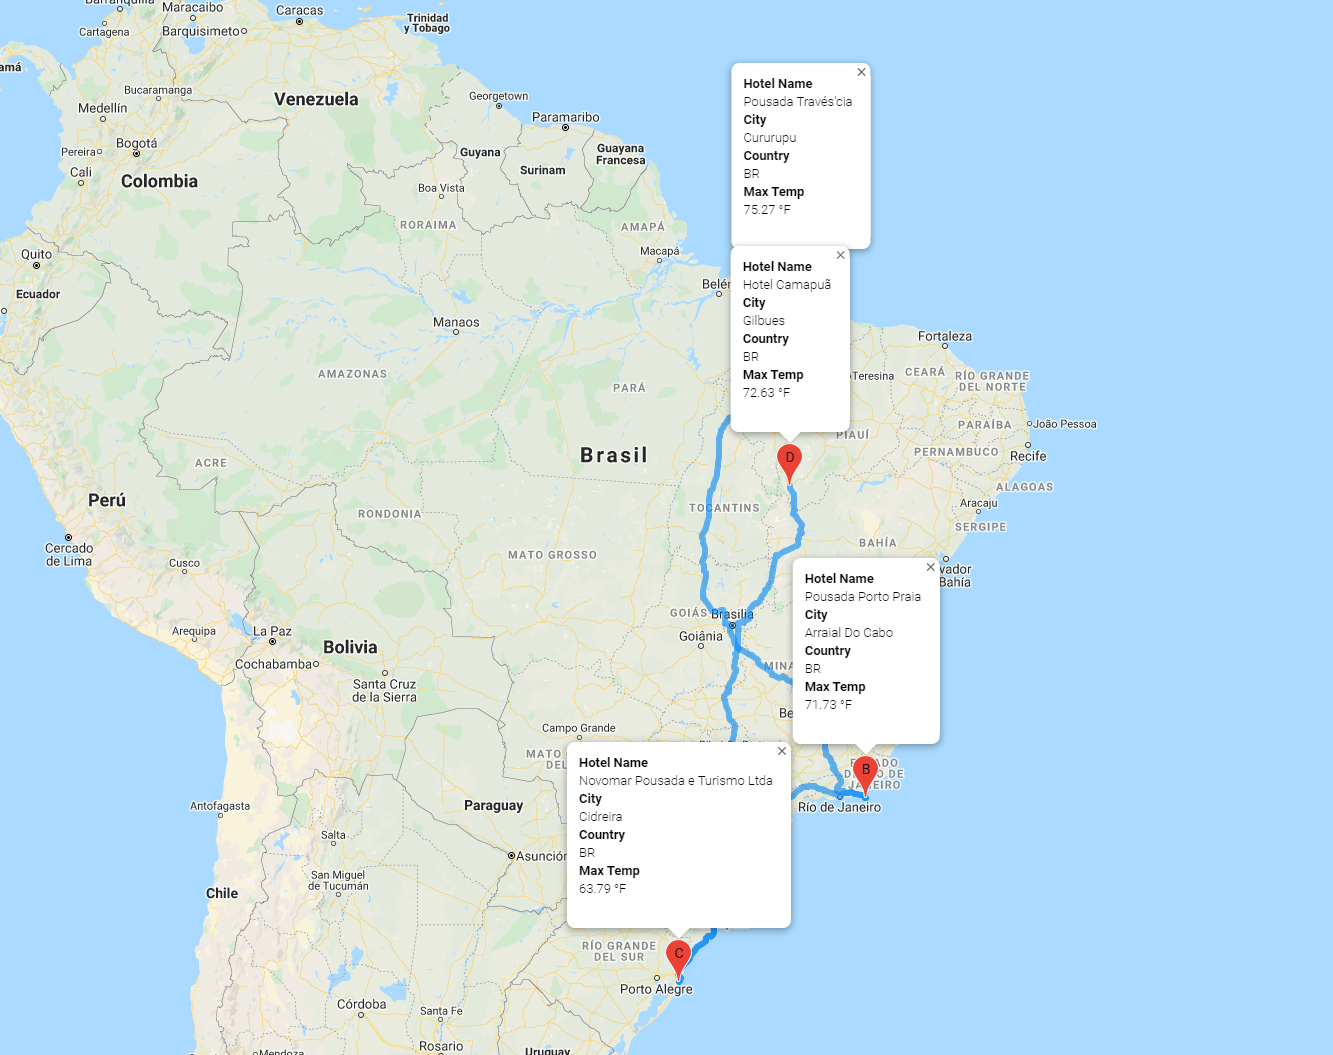 Barranquilla
Maracaibo
Caracas
Trinidad
y Tobago
Cartagena
Barquisimeto
amá
Venezuela
Bucaramanga
Medellín
Georgetown
Paramaribo
Bogotá
Pereira
Cali
Colombia
Guyana
Surinam
Guayana
Francesa
Boa Vista
RORAIMA
AMAPÁ
Macapá
Quito
Ecuador
Belér
Manaos
Fortaleza
AMAZONAS
PARÁ
Teresina
CEARÁ
RÍO GRANDE
DEL NORTE
PIAUÍ
PARAÍBA
João Pessoa
PERNAMBUCO
Recife
Brasil
ACRE
Perú
ALAGOAS
Aracaju
SERGIPE
TOCANTINS
RONDONIA
BAHÍA
Cercado
de Lima
MATO GROSSO
Cusco
vador
Bahía
GOIÁS
Brasilia
Goiânia
Arequipa
La Paz
Bolivia
Cochabamba
MINA
Santa Cruz
de la Sierra
Be
Campo Grande
MATO
DEL
ESTADO
DE RÍO DE
JANEIRO
Río de Janeiro
Antofagasta
Paraguay
Salta
Asunción
San Miguel
de Tucumán
Chile
RÍO GRANDE
DEL SUR
Porto Alegre
Córdoba
Santa Fe
Rosario
Mendoza
Uruguay
Hotel Name
Pousada Través'cia
City
Cururupu
Country
BR
Max Temp
75.27 °F
Hotel Name
Hotel Camapuã
City
Gilbues
Country
BR
Max Temp
72.63 °F
D
Hotel Name
Pousada Porto Praia
City
Arraial Do Cabo
Country
BR
Max Temp
71.73 °F
B
Hotel Name
Novomar Pousada e Turismo Ltda
City
Cidreira
Country
BR
Max Temp
63.79 °F
C